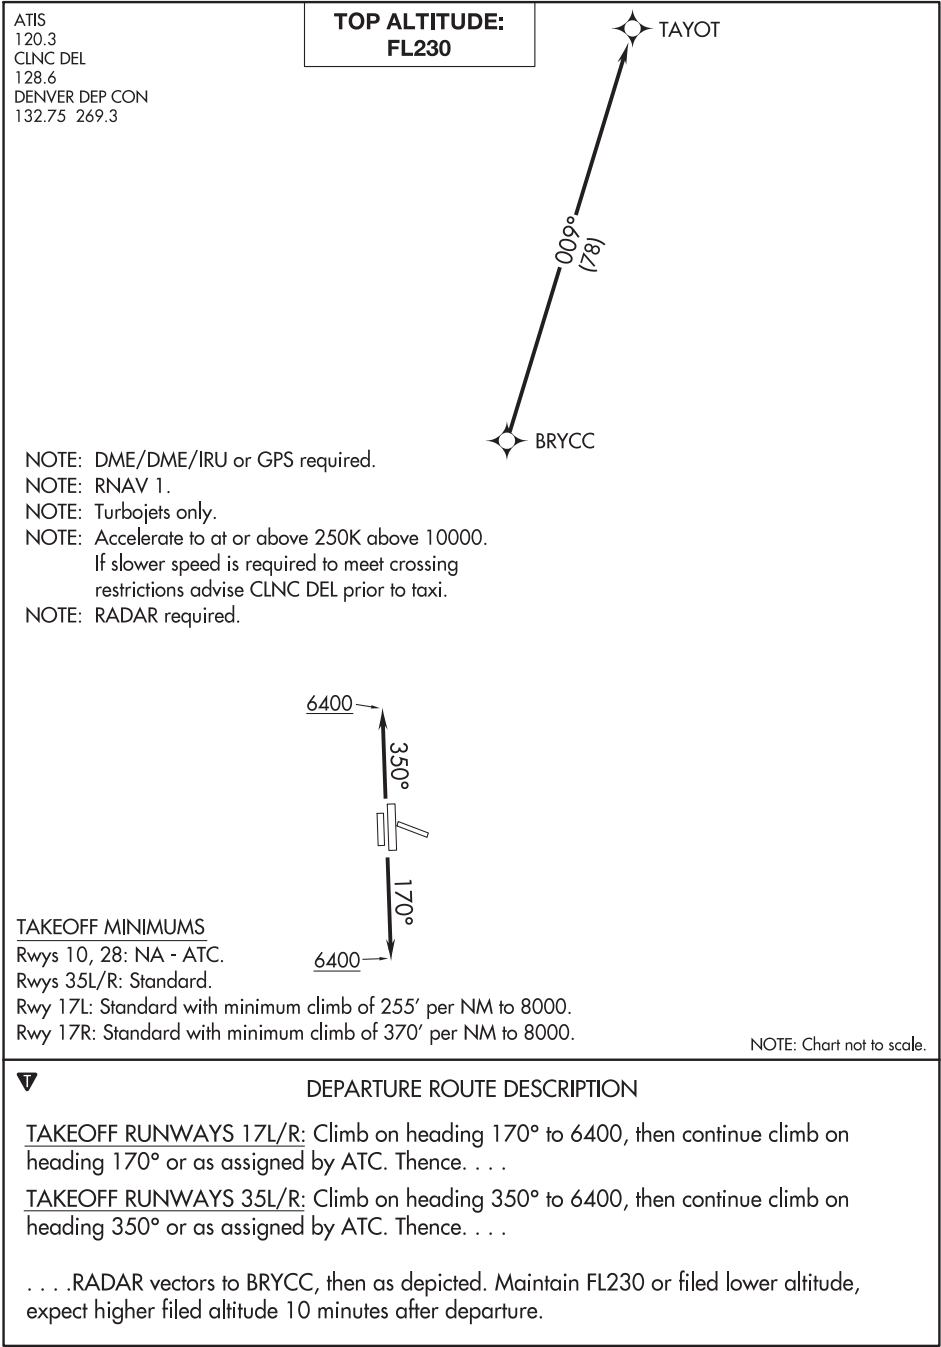 ATIS
120.3
CLNC DEL
128.6
DENVER DEP CON
132.75 269.3
TOP ALTITUDE:
FL230
TAYOT
009°
(78)
BRYCC
NOTE: DME/DME/IRU or GPS required.
NOTE: RNAV 1.
NOTE: Turbojets only.
NOTE: Accelerate to at or above 250K above 10000.
If slower speed is required to meet crossing
restrictions advise CLNC DEL prior to taxi.
NOTE: RADAR required.
6400
350°
170°
6400
TAKEOFF MINIMUMS
Rwys 10, 28: NA - ATC.
Rwys 35L/R: Standard.
Rwy 17L: Standard with minimum climb of 255' per NM to 8000.
Rwy 17R: Standard with minimum climb of 370' per NM to 8000.
NOTE: Chart not to scale.
T
DEPARTURE ROUTE DESCRIPTION
TAKEOFF RUNWAYS 17L/R: Climb on heading 170° to 6400, then continue climb on
heading 170° or as assigned by ATC. Thence. . . .
TAKEOFF RUNWAYS 35L/R: Climb on heading 350° to 6400, then continue climb on
heading 350° or as assigned by ATC. Thence. . . .
. . . .RADAR vectors to BRYCC, then as depicted. Maintain FL230 or filed lower altitude,
expect higher filed altitude 10 minutes after departure.